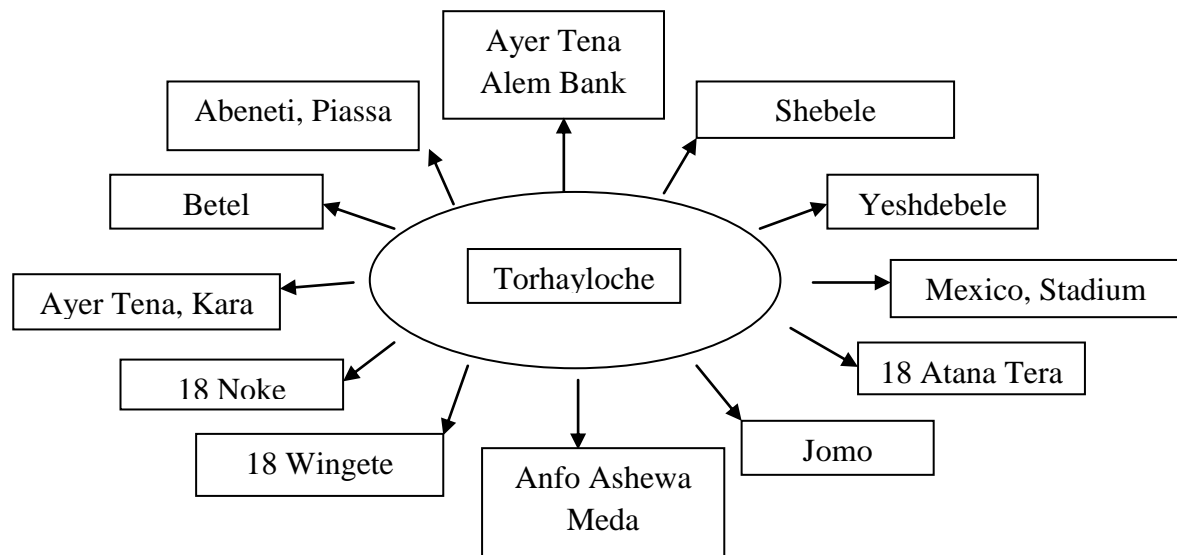 Ayer Tena
Alem Bank
Abeneti, Piassa
Shebele
Betel
Yeshdebele
Torhayloche
Ayer Tena, Kara
Mexico, Stadium
18 Noke
18 Atana Tera
18 Wingete
Jomo
Anfo Ashewa
Meda